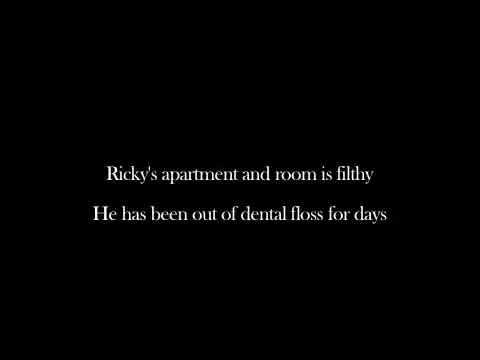 Ricky's apartment and room is filthy
He has been out of dental floss for days